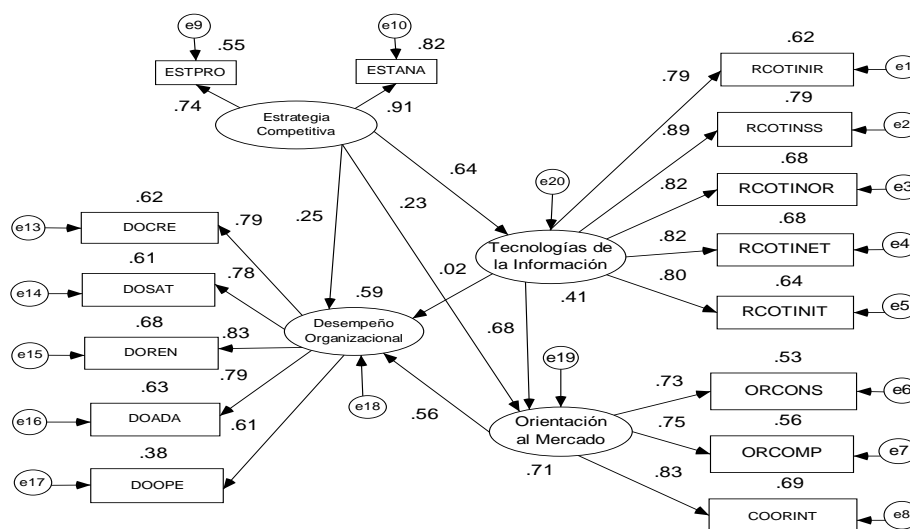 e9
.55
e10
.82
ESTPRO
ESTANA
.74
.91
Estrategia
Competitiva
.62
RCOTINIR
e1
.79
.79
RCOTINSS
e2
.89
.68
RCOTINOR
e3
.82
.68
RCOTINET
e4
.82
.64
RCOTINIT
e5
.80
.64
.23
.25
e20
Tecnologías de
la Información
.41
.02
.68
.62
e13
DOCRE
.79
.61
e14
DOSAT
.78
.68
e15
DOREN
.83
.63
e16
DOADA
.79
.38
e17
DOOPE
.61
.59
Desempeño
Organizacional
e18
.56
e19
Orientación
al Mercado
.71
.53
ORCONS
e6
.73
.56
ORCOMP
e7
.75
.69
COORINT
e8
.83